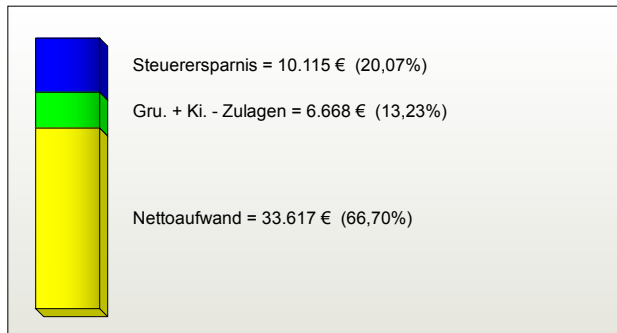 Steuerersparnis = 10.115 € (20,07%)
Gru. + Ki. - Zulagen = 6.668 € (13,23%)
Nettoaufwand = 33.617 € (66,70%)